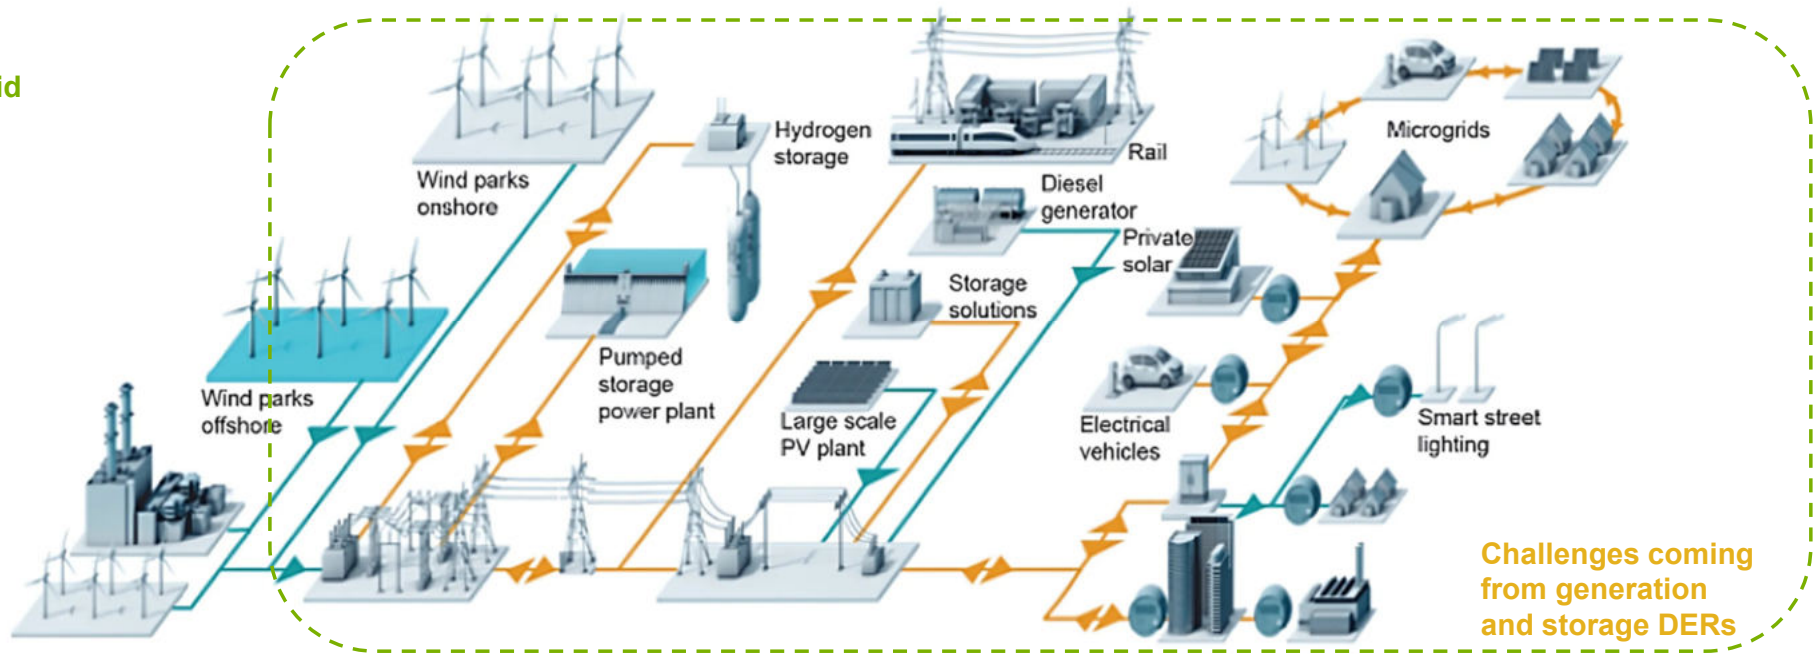 Wind parks
onshore
Hydrogen
storage
Rail
Microgrids
Diesel
generator
Private
solar
Storage
solutions
Wind parks
offshore
Pumped
storage
power plant
Large scale
PV plant
Electrical
vehicles
Smart street
lighting
Challenges coming
from generation
and storage DERs